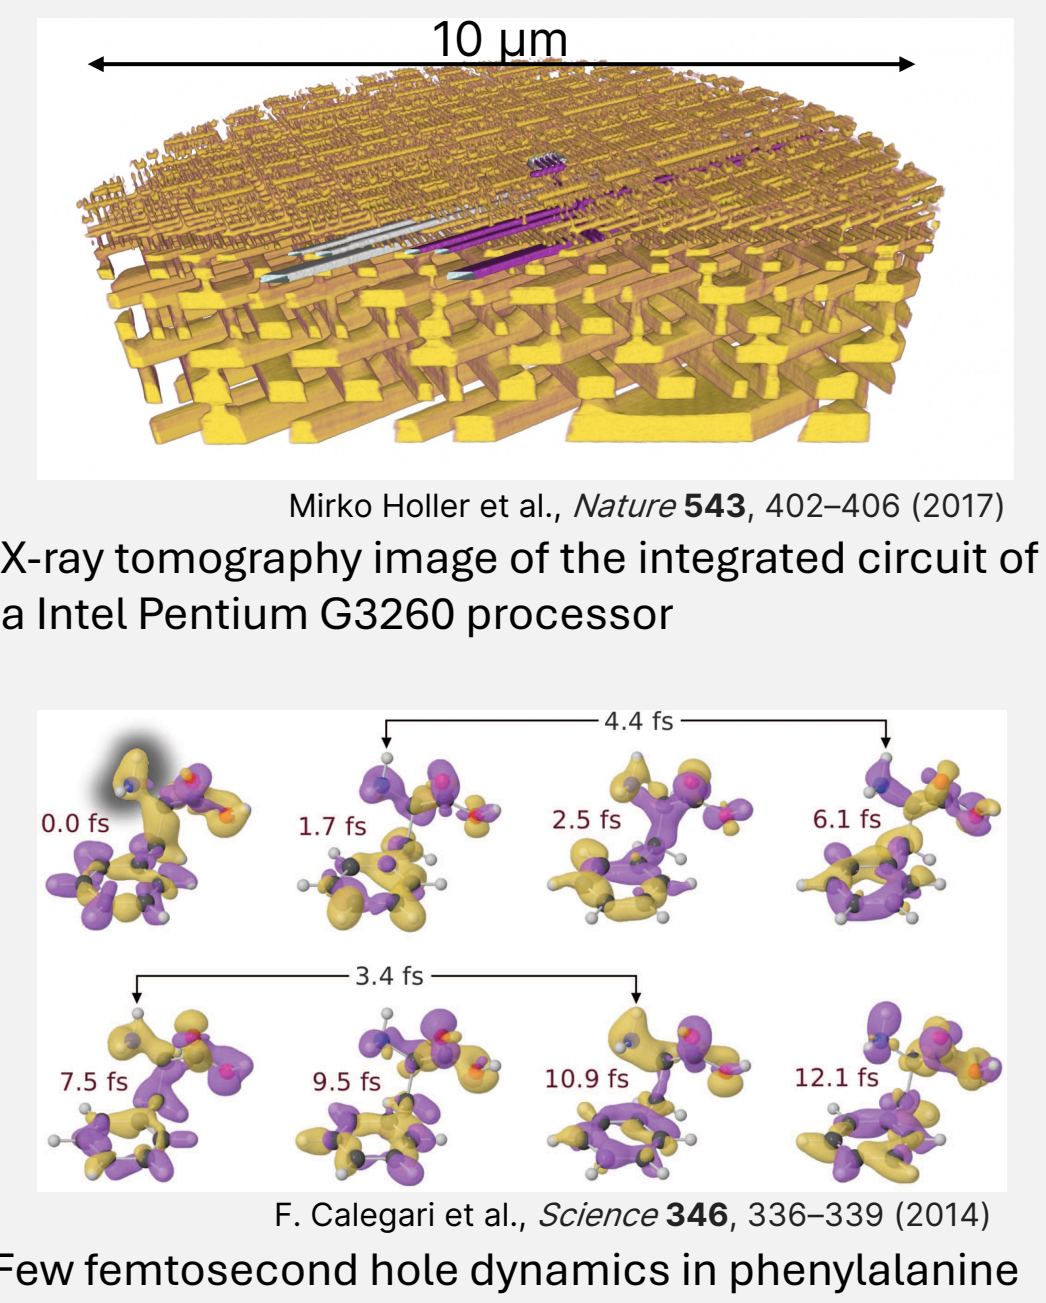 10 µm
Mirko Holler et al., Nature 543, 402–406 (2017)
X-ray tomography image of the integrated circuit of
a Intel Pentium G3260 processor
4.4 fs
0.0 fs
1.7 fs
2.5 fs
6.1 fs
3.4 fs
7.5 fs
9.5 fs
10.9 fs
12.1 fs
F. Calegari et al., Science 346, 336–339 (2014)
Few femtosecond hole dynamics in phenylalanine